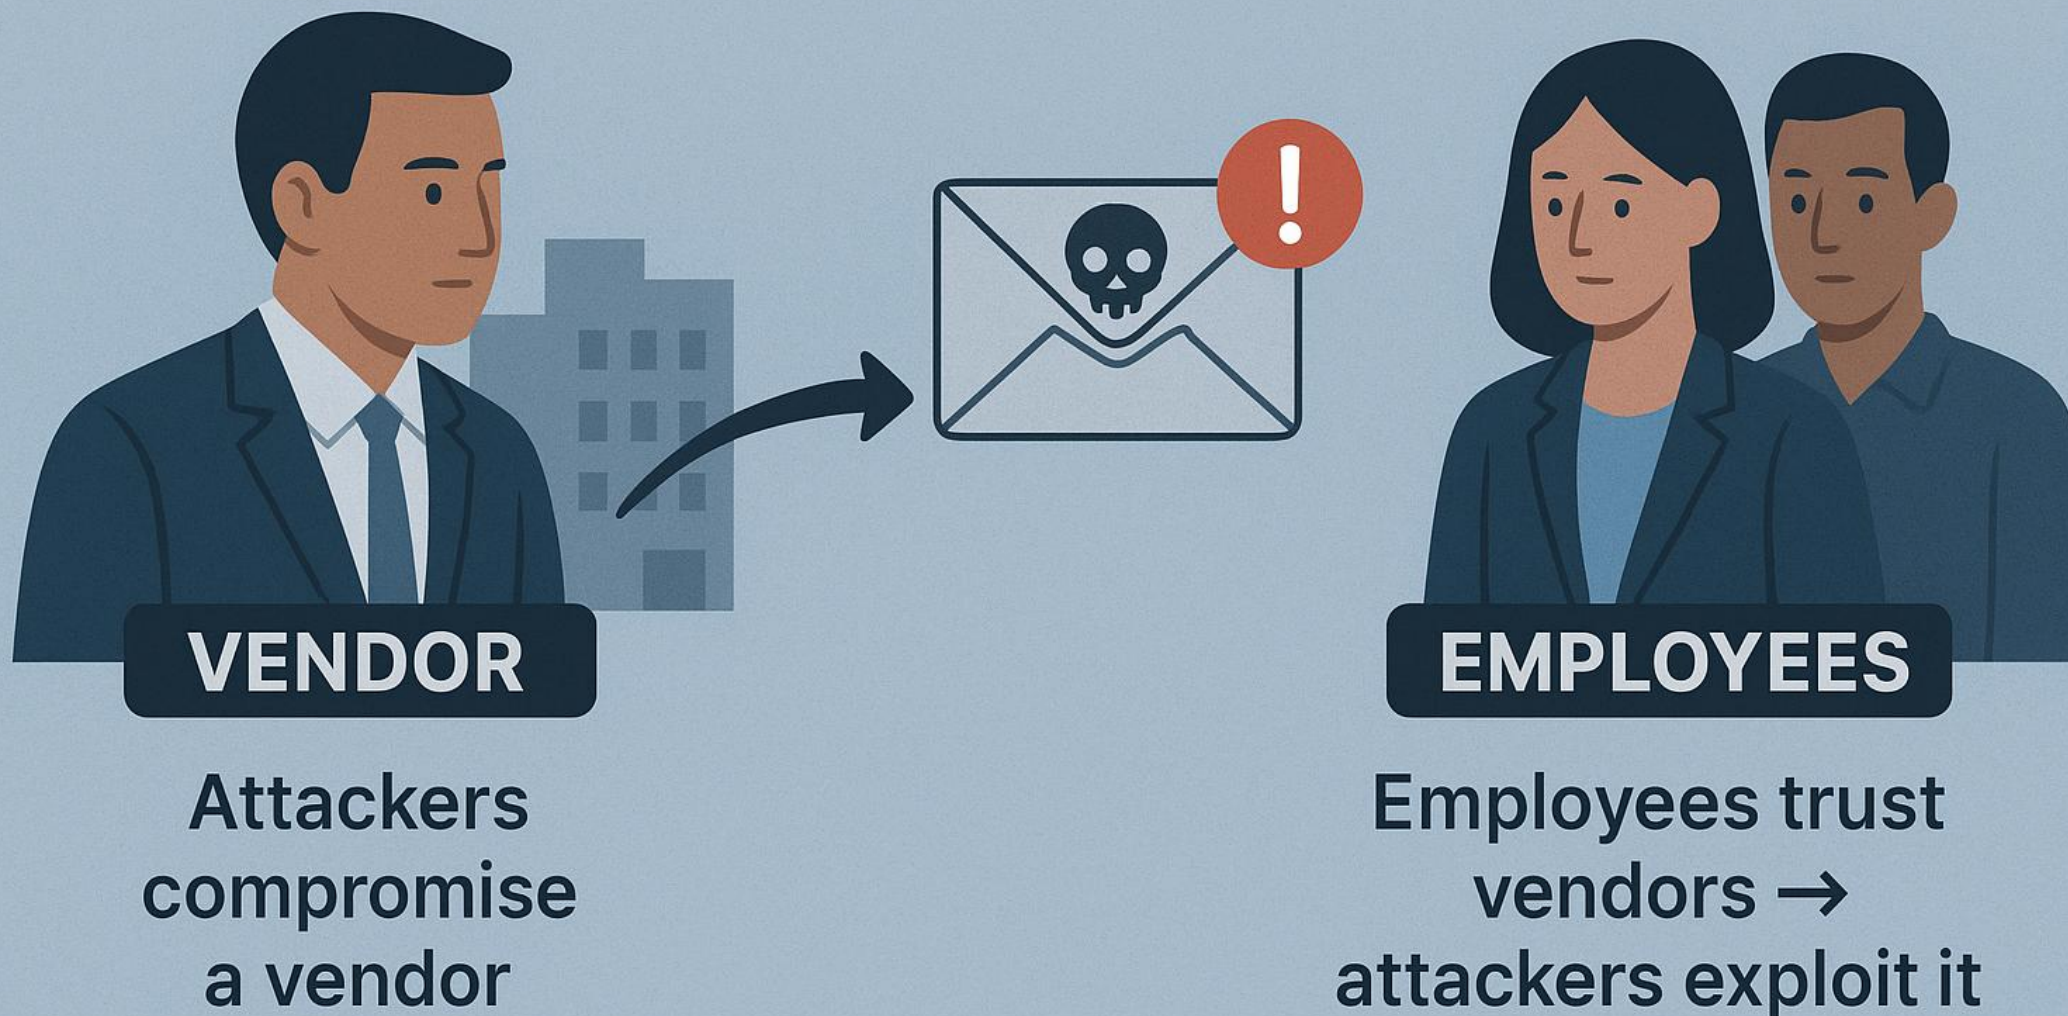 VENDOR
Attackers
compromise
a vendor
EMPLOYEES
Employees trust
vendors →
attackers exploit it